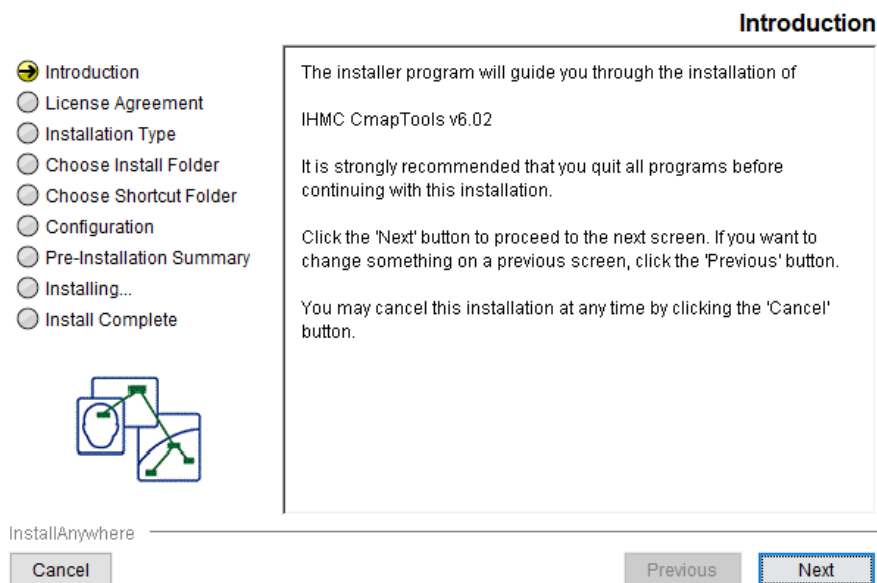 Introduction
Introduction
License Agreement
Installation Type
Choose Install Folder
Choose Shortcut Folder
Configuration
Pre-Installation Summary
Installing...
Install Complete
The installer program will guide you through the installation of
IHMC CmapTools v6.02
It is strongly recommended that you quit all programs before
continuing with this installation.
Click the 'Next' button to proceed to the next screen. If you want to
change something on a previous screen, click the 'Previous' button.
You may cancel this installation at any time by clicking the 'Cancel'
button.
InstallAnywhere
Cancel
Previous
Next